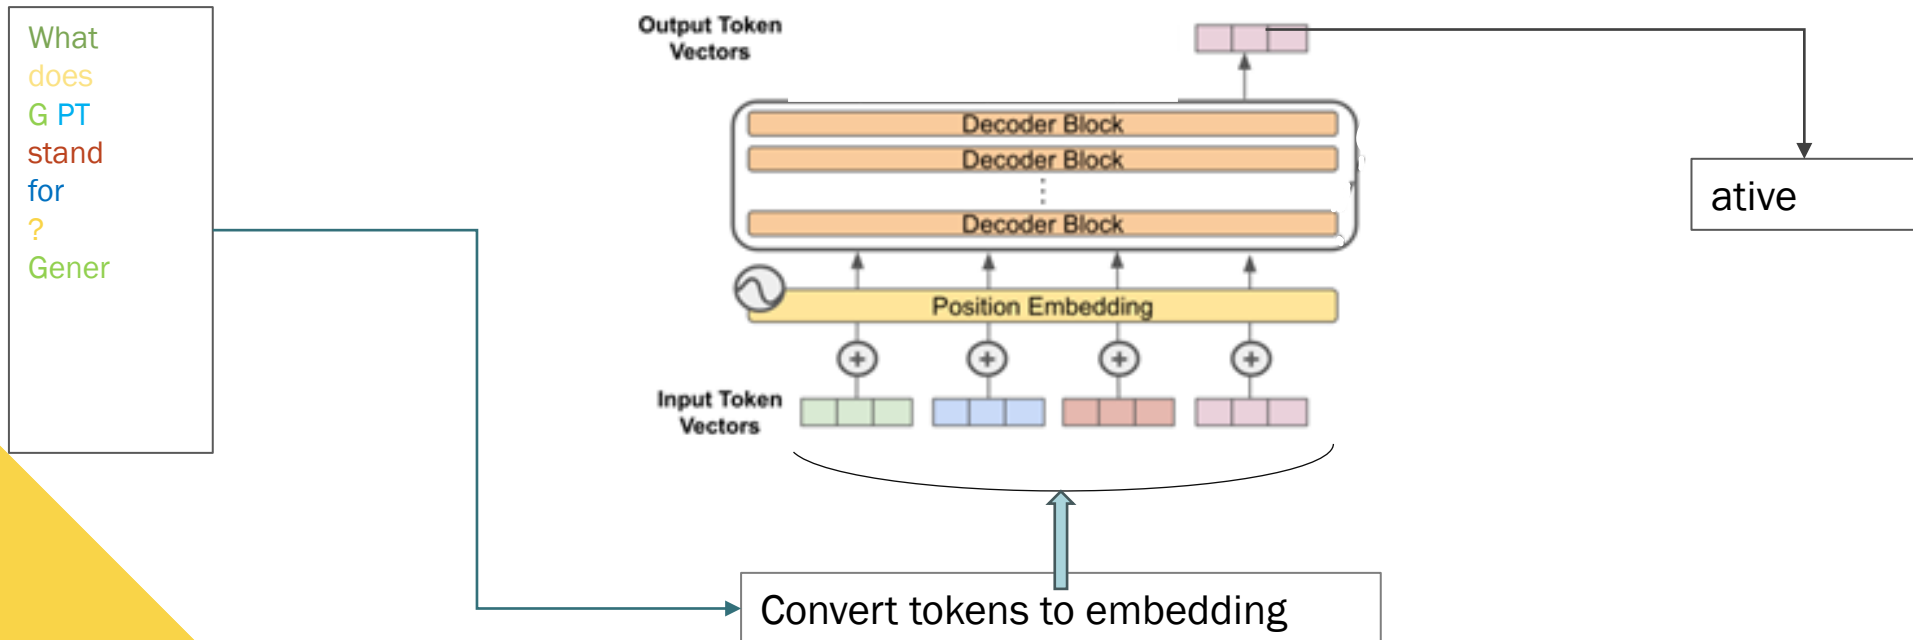 What
does
G PT
stand
for
?
Gener
Output Token
Vectors
Decoder Block
Decoder Block
Decoder Block
Position Embedding
Input Token
Vectors
ative
Convert tokens to embedding